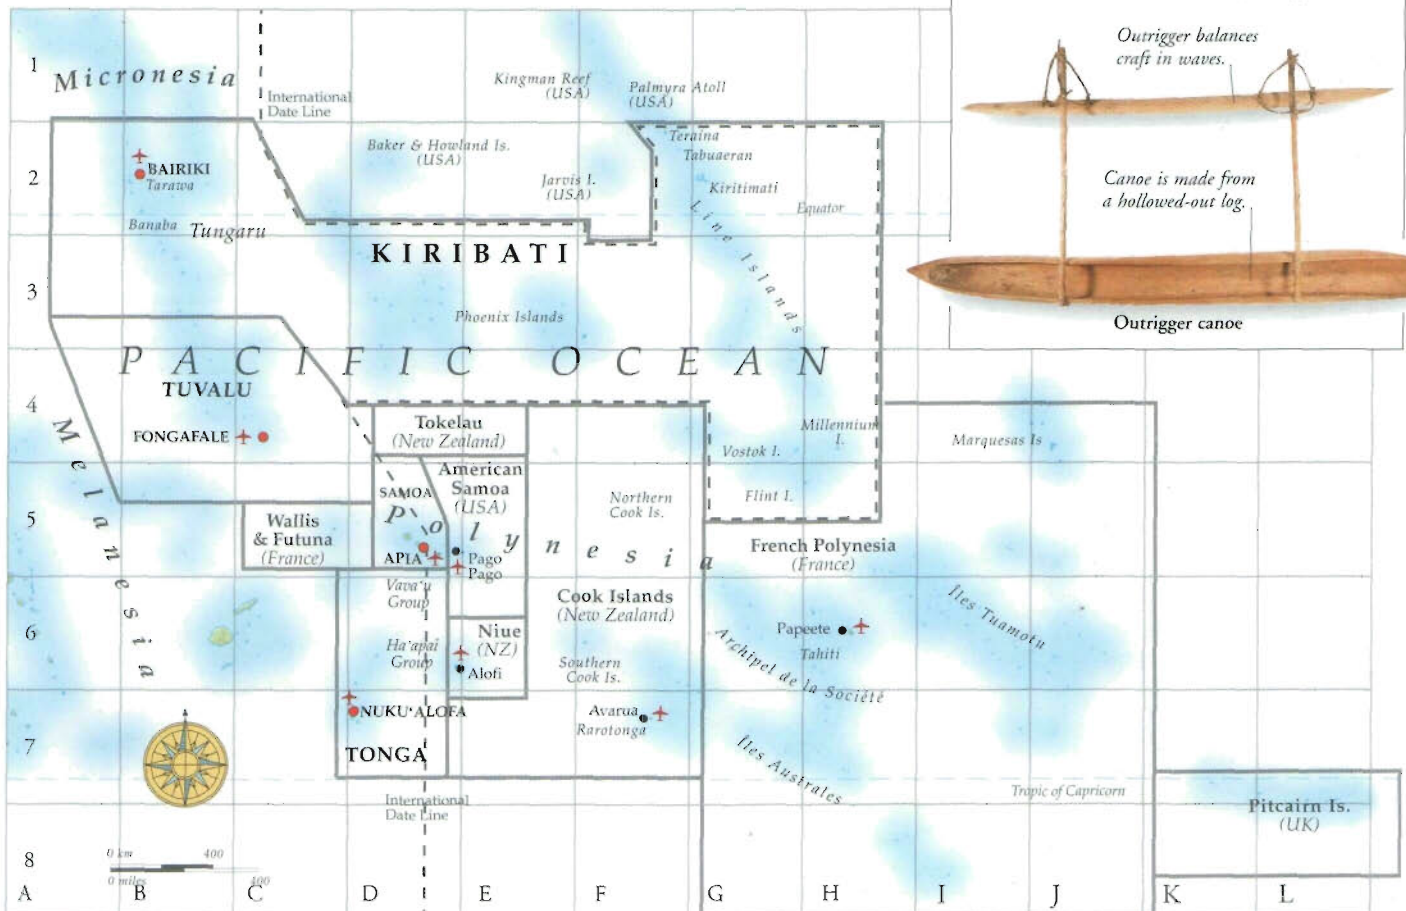 1
Micronesia
International
Date Line
Kingman Reef
(USA)
Palmyra Atoll
(USA)
Outrigger balances
craft in waves.
Canoe is made from
a hollowed-out log.
Outrigger canoe
2
BAIRIKI
Tarawa
Banaba
Tungaru
Baker & Howland Is.
(USA)
Jarvis I.
(USA)
Teraina
Tabuaeran
Kiritimati
Equator
Line Islands
KIRIBATI
3
Phoenix Islands
PACIFIC OCEAN
TUVALU
4
FONGAFALE
Melanesia
Tokelau
(New Zealand)
Vostok I.
Millennium
I.
Marquesas Is
American
Samoa
(USA)
SAMOA
Polynesia
Northern
Cook Is.
Flint I.
5
Wallis
& Futuna
(France)
APIA
Pago
Pago
French Polynesia
(France)
Vava'u
Group
Cook Islands
(New Zealand)
Îles Tuamotu
6
Ha'apai
Group
Niue
(NZ)
Alofi
Southern
Cook Is.
Papeete
Tahiti
Archipel de la Société
NUKU'ALOFA
Avarua
Rarotonga
7
TONGA
Îles Australes
International
Date Line
Tropic of Capricorn
Pitcairn Is.
(UK)
8
0 km 400
0 miles 400
A B C D E F G H I J K L